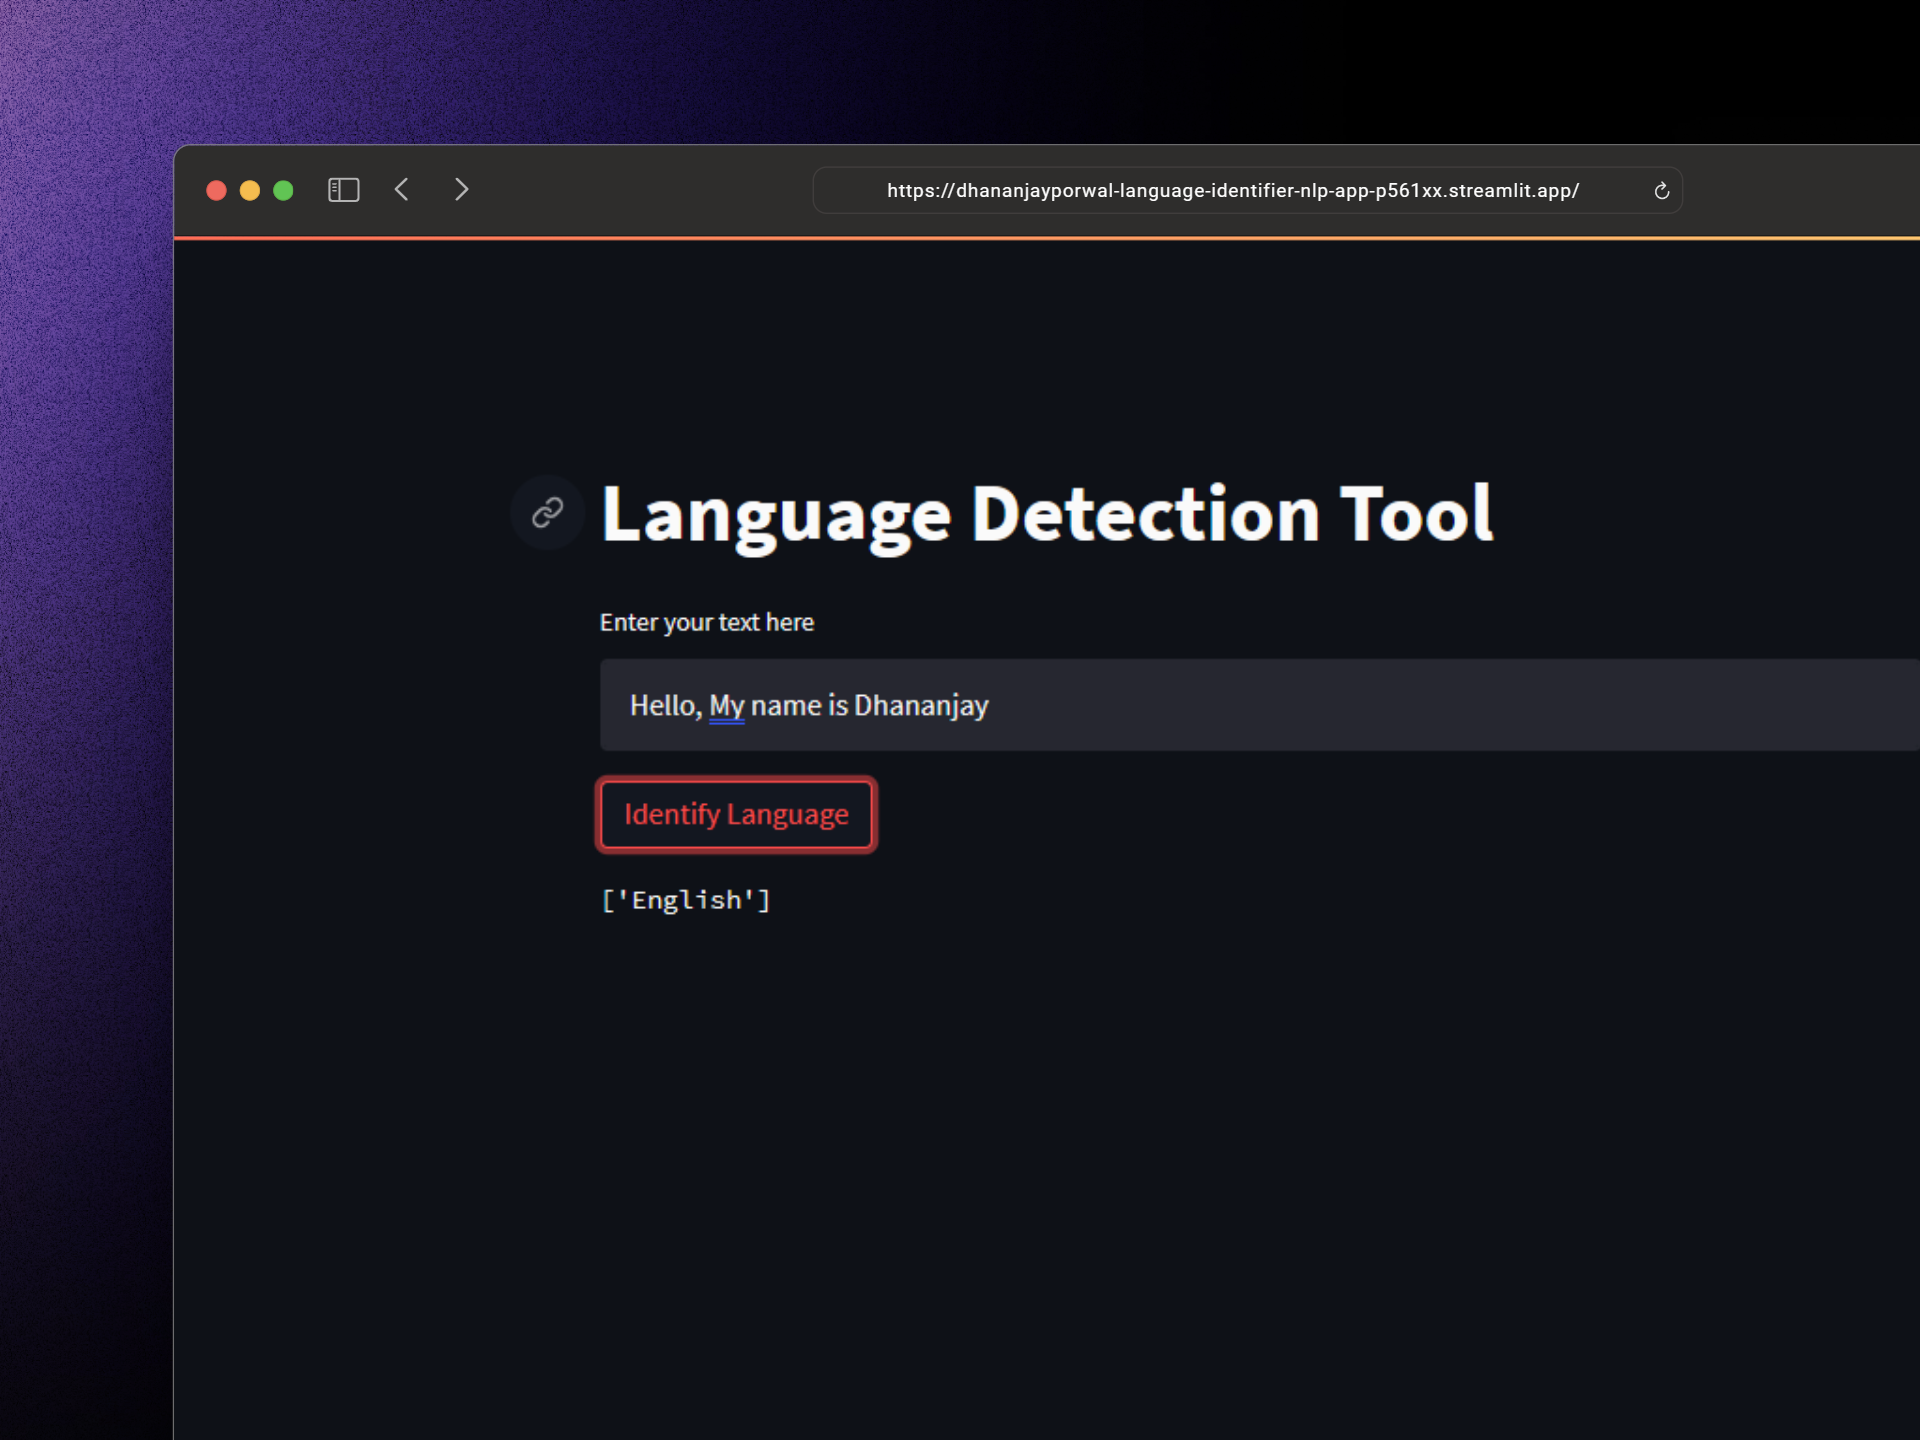 https://dhananjayporwal-language-identifier-nlp-app-p561xx.streamlit.app/
Language Detection Tool
Enter your text here
Hello, My name is Dhananjay
Identify Language
['English']